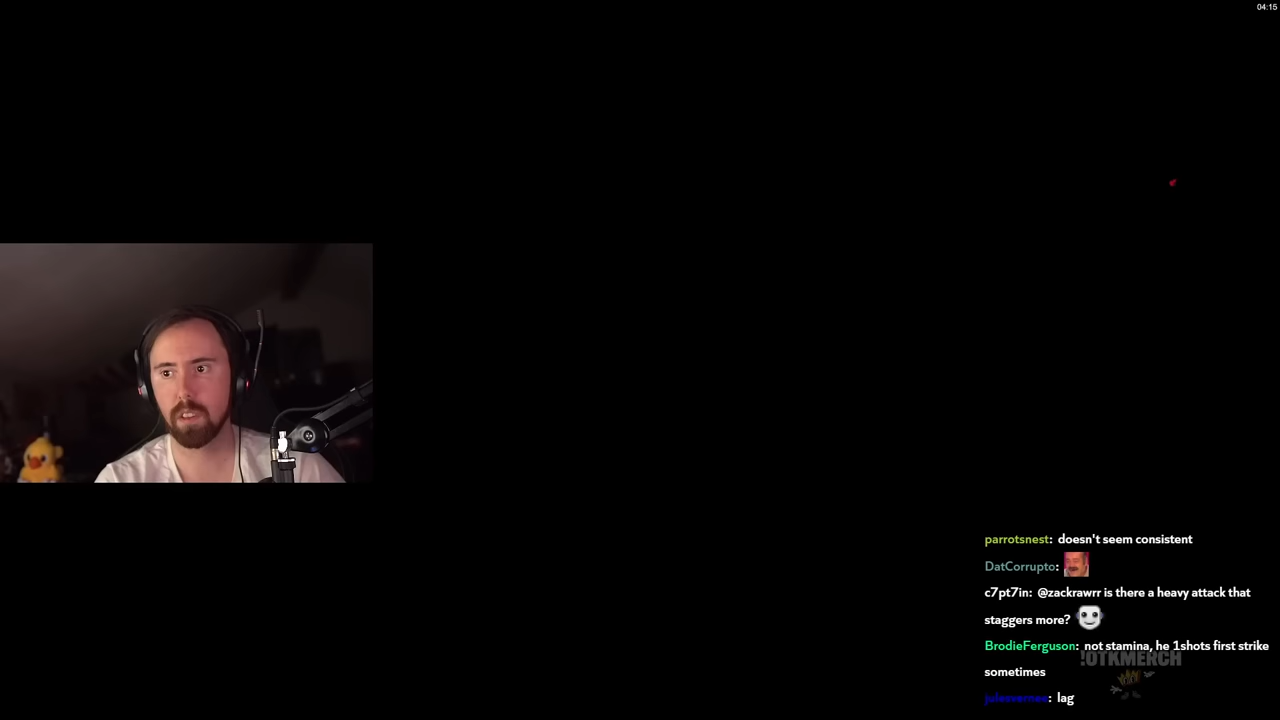 04:15
parrotsnest: doesn't seem consistent
DatCorrupto:
c7pt7in: @zackrawrr is there a heavy attack that
staggers more?
BrodieFerguson: not stamina, he 1shots first strike
sometimes
!OTKMERCH
: lag